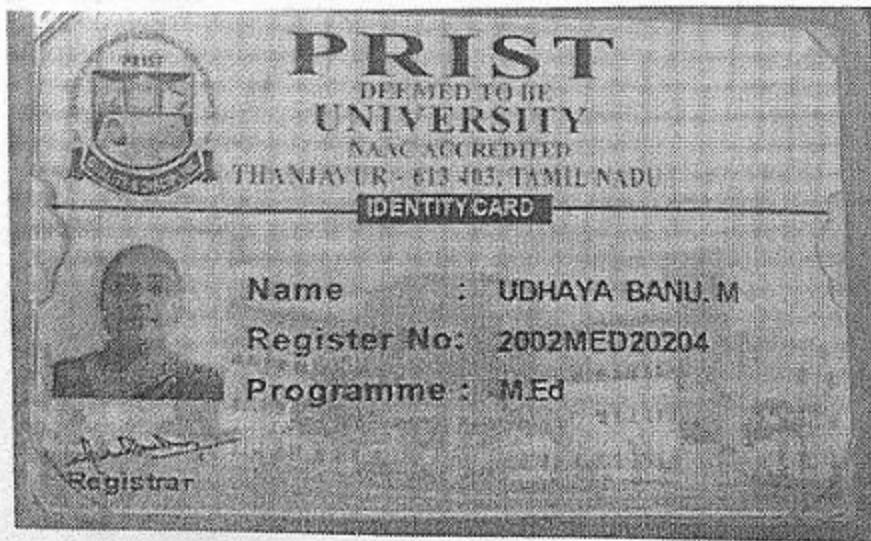 PRIST
PRIST
DEEMED TO BE
UNIVERSITY
NAAC ACCREDITED
THANJAVUR - 613 403, TAMIL NADU
IDENTITY CARD
Name : UDHAYA BANU. M
Register No: 2002MED20204
Programme : M.Ed
Registrar